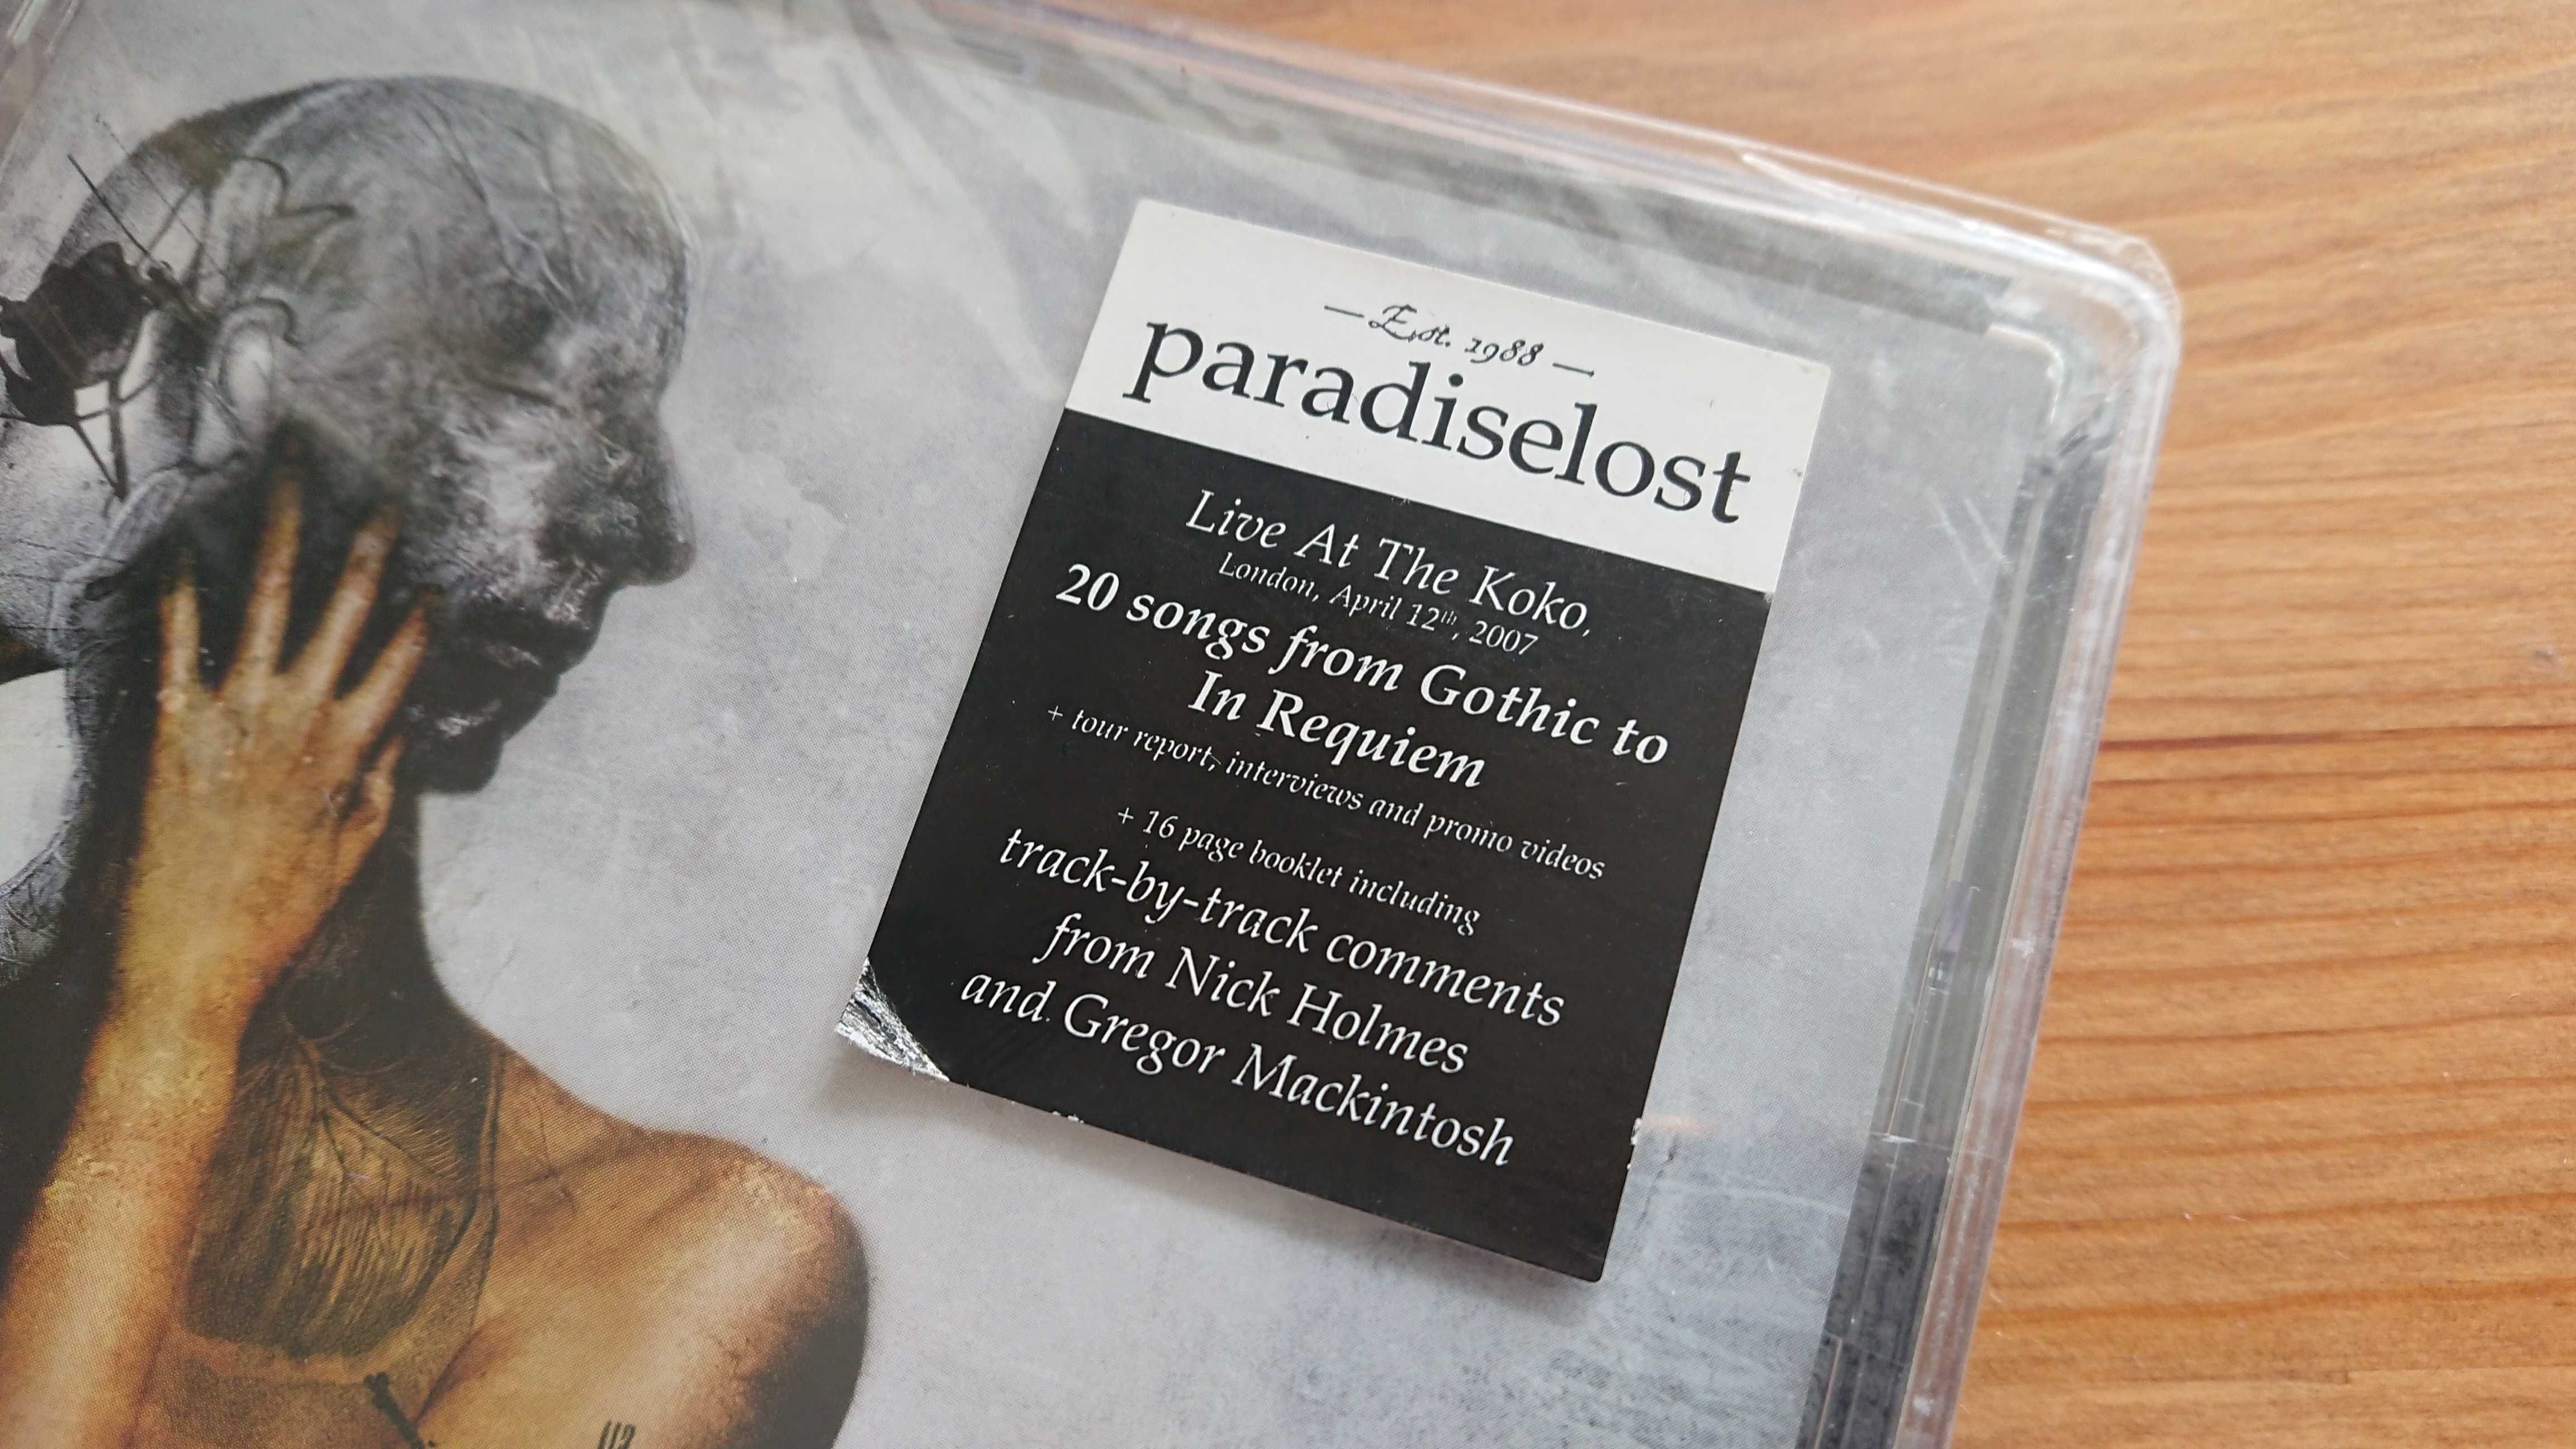 Est. 1988
paradiselost
Live At The Koko,
London, April 12th, 2007
20 songs from Gothic to
In Requiem
+ tour report, interviews and promo videos
+ 16 page booklet including
track-by-track comments
from Nick Holmes
and Gregor Mackintosh